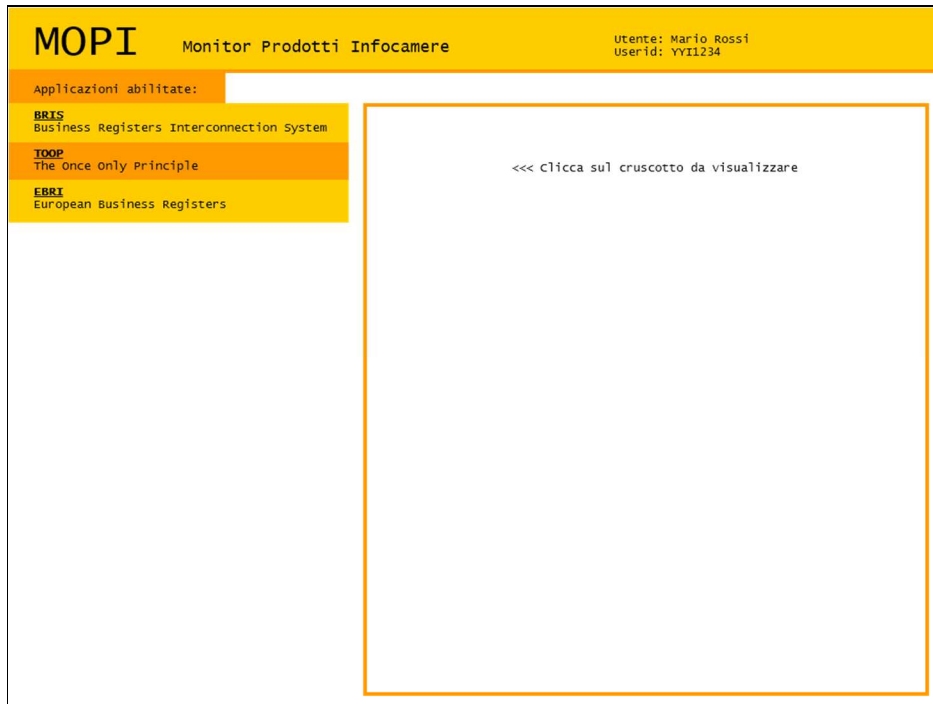 MOPI Monitor Prodotti Infocamere
Utente: Mario Rossi
Userid: YYI1234
Applicazioni abilitate:
BRIS
Business Registers Interconnection System
TOOP
The Once Only Principle
EBRI
European Business Registers
<<< Clicca sul cruscotto da visualizzare